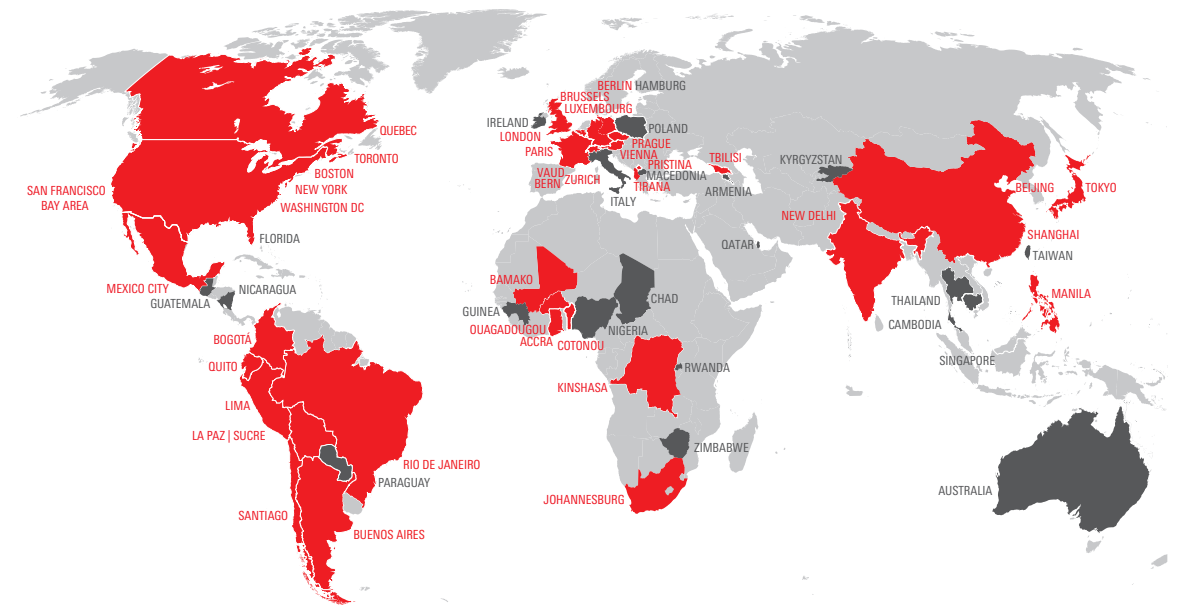 QUEBEC
TORONTO
BOSTON
NEW YORK
WASHINGTON DC
SAN FRANCISCO
BAY AREA
FLORIDA
MEXICO CITY
GUATEMALA
NICARAGUA
BOGOTÁ
QUITO
LIMA
LA PAZ | SUCRE
RIO DE JANEIRO
PARAGUAY
SANTIAGO
BUENOS AIRES
BERLIN HAMBURG
BRUSSELS
LUXEMBOURG
IRELAND
LONDON
POLAND
PARIS
PRAGUE
VIENNA
VAUD
BERN
ZURICH
PRISTINA
MACEDONIA
TIRANA
ITALY
TBILISI
ARMENIA
KYRGYZSTAN
QATAR
BAMAKO
GUINEA
OUAGADOUGOU
ACCRA
COTONOU
NIGERIA
CHAD
KINSHASA
RWANDA
ZIMBABWE
JOHANNESBURG
BEIJING
TOKYO
NEW DELHI
SHANGHAI
TAIWAN
MANILA
THAILAND
CAMBODIA
SINGAPORE
AUSTRALIA